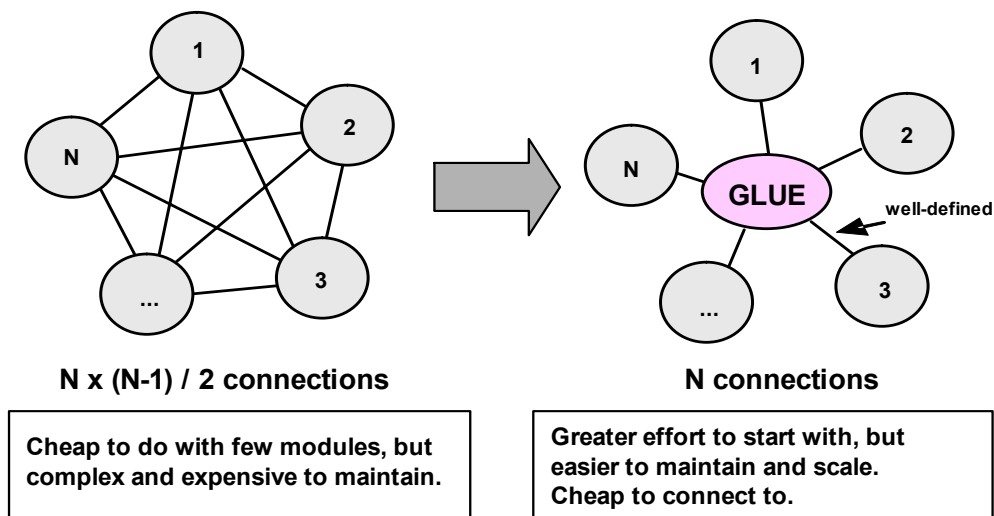 1
2
3
...
N
N x (N-1) / 2 connections
Cheap to do with few modules, but
complex and expensive to maintain.
1
2
3
...
N
GLUE
well-defined
N connections
Greater effort to start with, but
easier to maintain and scale.
Cheap to connect to.